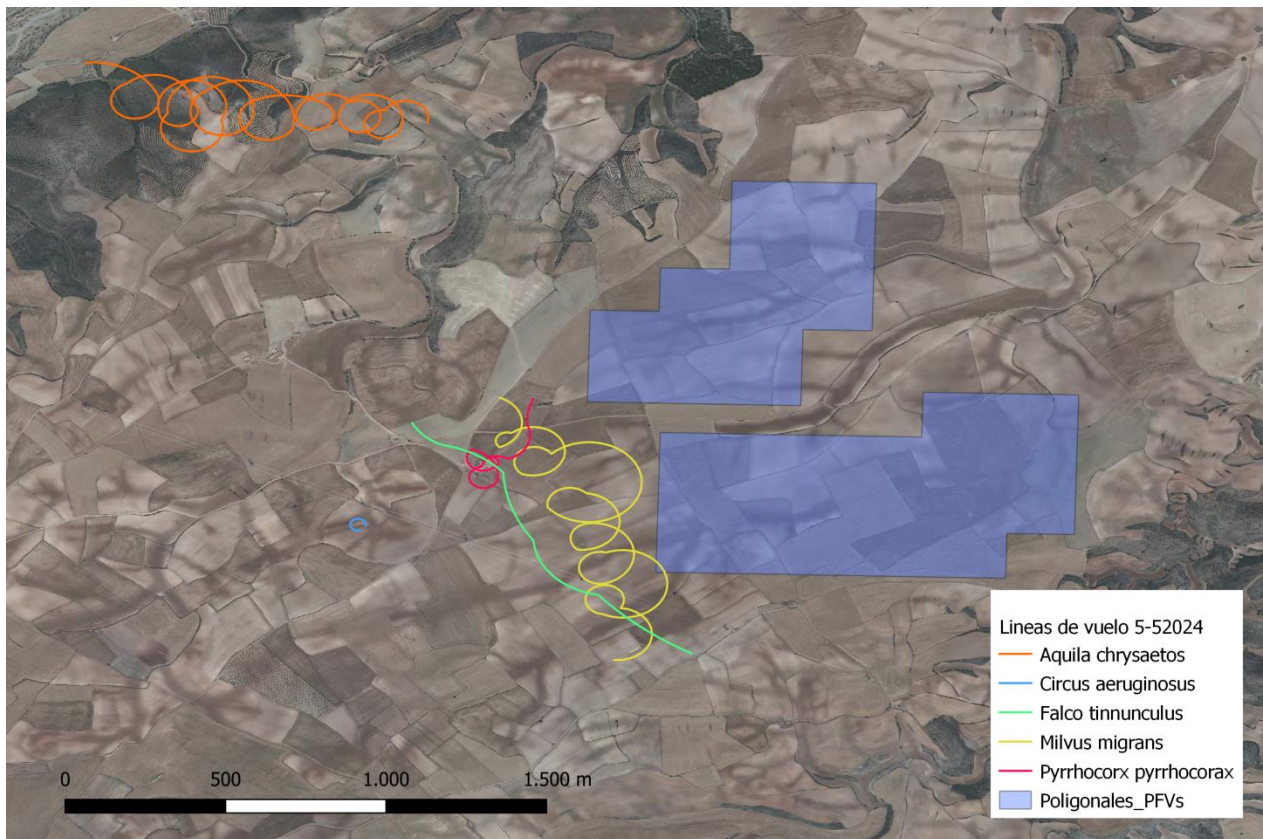 Lineas de vuelo 5-52024
Aquila chrysaetos
Circus aeruginosus
Falco tinnunculus
Milvus migrans
Pyrrhocorx pyrrhocorax
Poligonales_PFVs
0 500 1.000 1.500 m